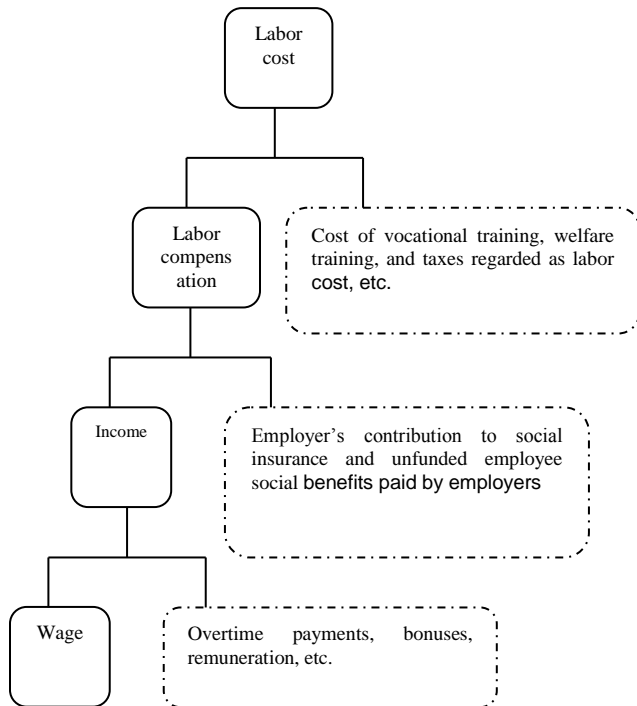 Labor
cost
Labor
compens
ation
Cost of vocational training, welfare
training, and taxes regarded as labor
cost, etc.
Income
Employer’s contribution to social
insurance and unfunded employee
social benefits paid by employers
Wage
Overtime payments, bonuses,
remuneration, etc.